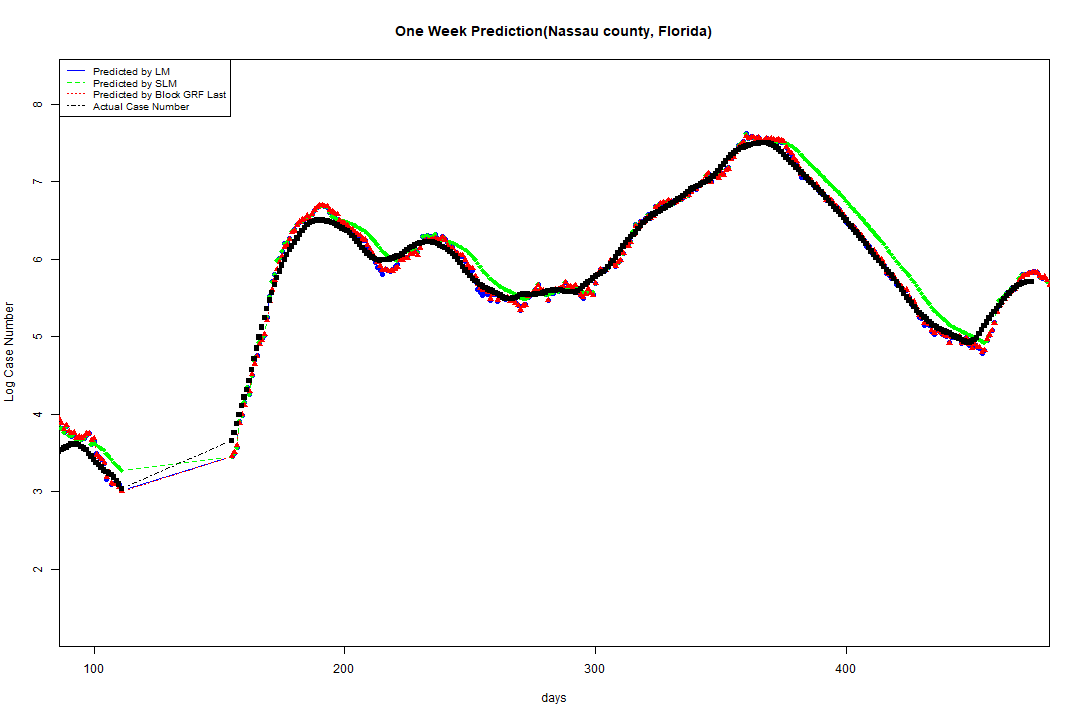 One Week Prediction(Nassau county, Florida)
Predicted by LM
Predicted by SLM
Predicted by Block GRF Last
Actual Case Number
8
7
6
5
4
3
2
Log Case Number
100 200 300 400
days